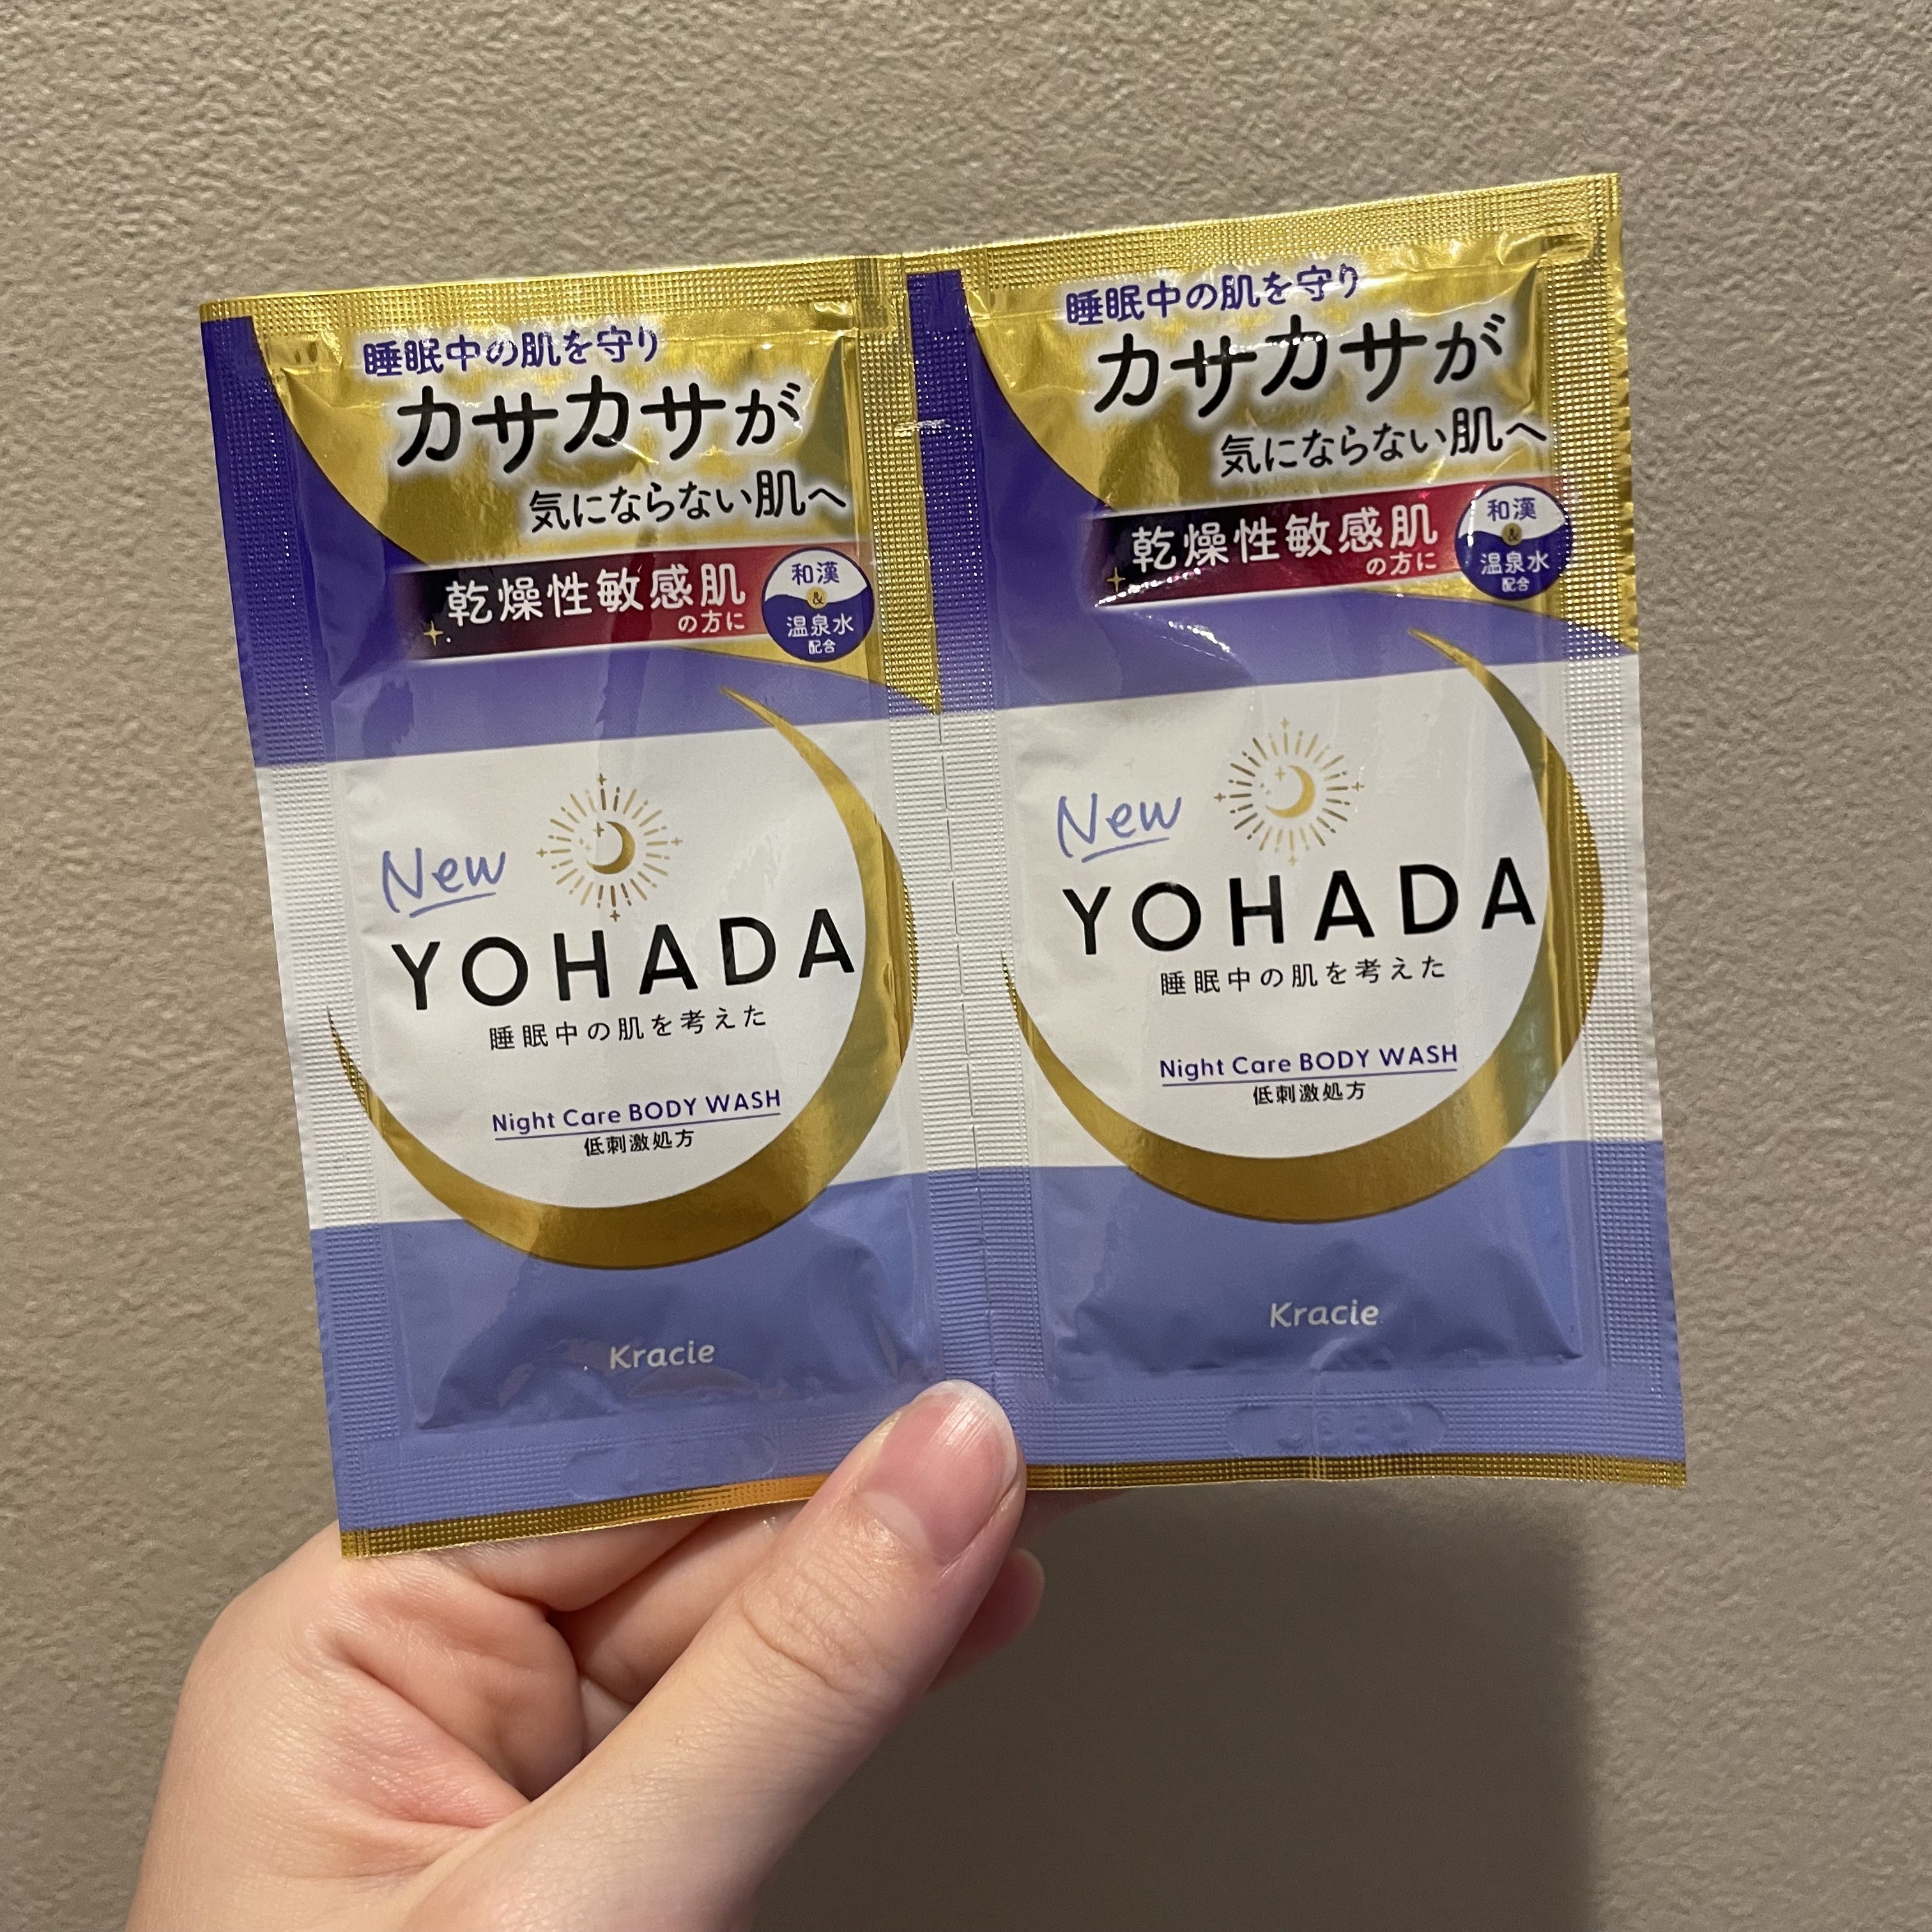 睡眠中の肌を守り
カサカサが
気にならない肌へ
乾燥性敏感肌
の方に
和漢
&
温泉水
配合
New
YOHADA
睡眠中の肌を考えた
Night Care BODY WASH
低刺激処方
Kracie
睡眠中の肌を守り
カサカサが
気にならない肌へ
乾燥性敏感肌
の方に
和漢
&
温泉水
配合
New
YOHADA
睡眠中の肌を考えた
Night Care BODY WASH
低刺激処方
Kracie